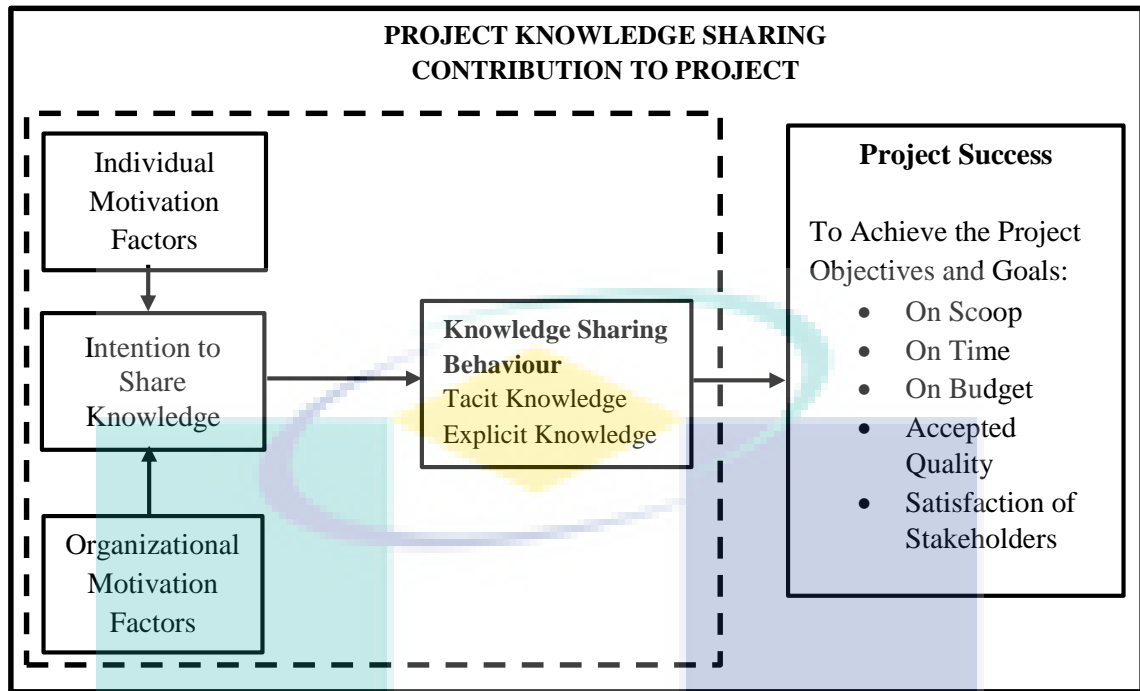 PROJECT KNOWLEDGE SHARING
CONTRIBUTION TO PROJECT
Individual
Motivation
Factors
Intention to
Share
Knowledge
Organizational
Motivation
Factors
Knowledge Sharing
Behaviour
Tacit Knowledge
Explicit Knowledge
Project Success
To Achieve the Project
Objectives and Goals:
• On Scoop
• On Time
• On Budget
• Accepted
Quality
• Satisfaction of
Stakeholders